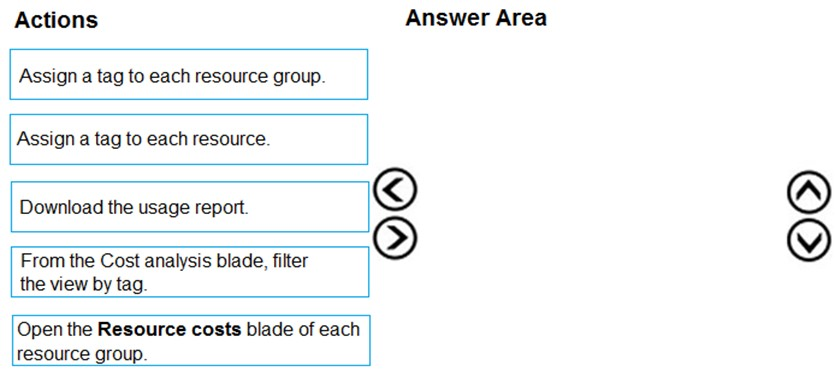 Actions
Answer Area
Assign a tag to each resource group.
Assign a tag to each resource.
Download the usage report.
From the Cost analysis blade, filter
the view by tag.
Open the Resource costs blade of each
resource group.